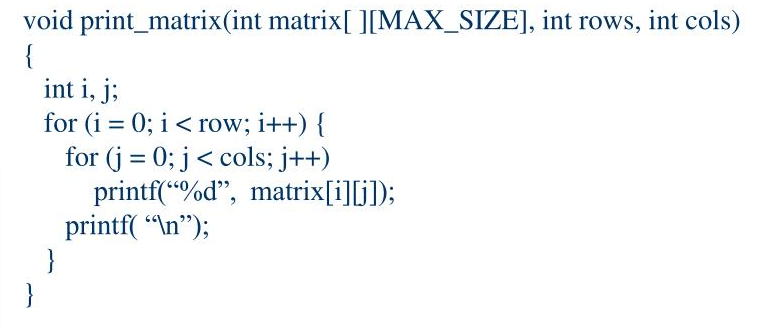 void print_matrix(int matrix[ ][MAX_SIZE], int rows, int cols)
{
int i, j;
for (i = 0; i < row; i++) {
for (j = 0; j < cols; j++)
printf(“%d”, matrix[i][j]);
printf( “\n”);
}
}